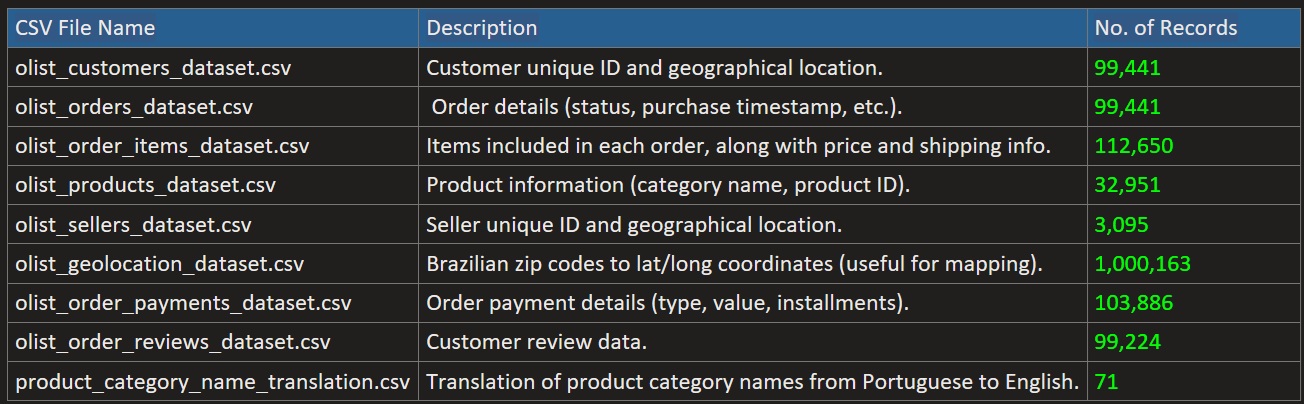 CSV File Name Description No. of Records
olist_customers_dataset.csv Customer unique ID and geographical location. 99,441
olist_orders_dataset.csv Order details (status, purchase timestamp, etc.). 99,441
olist_order_items_dataset.csv Items included in each order, along with price and shipping info. 112,650
olist_products_dataset.csv Product information (category name, product ID). 32,951
olist_sellers_dataset.csv Seller unique ID and geographical location. 3,095
olist_geolocation_dataset.csv Brazilian zip codes to lat/long coordinates (useful for mapping). 1,000,163
olist_order_payments_dataset.csv Order payment details (type, value, installments). 103,886
olist_order_reviews_dataset.csv Customer review data. 99,224
product_category_name_translation.csv Translation of product category names from Portuguese to English. 71